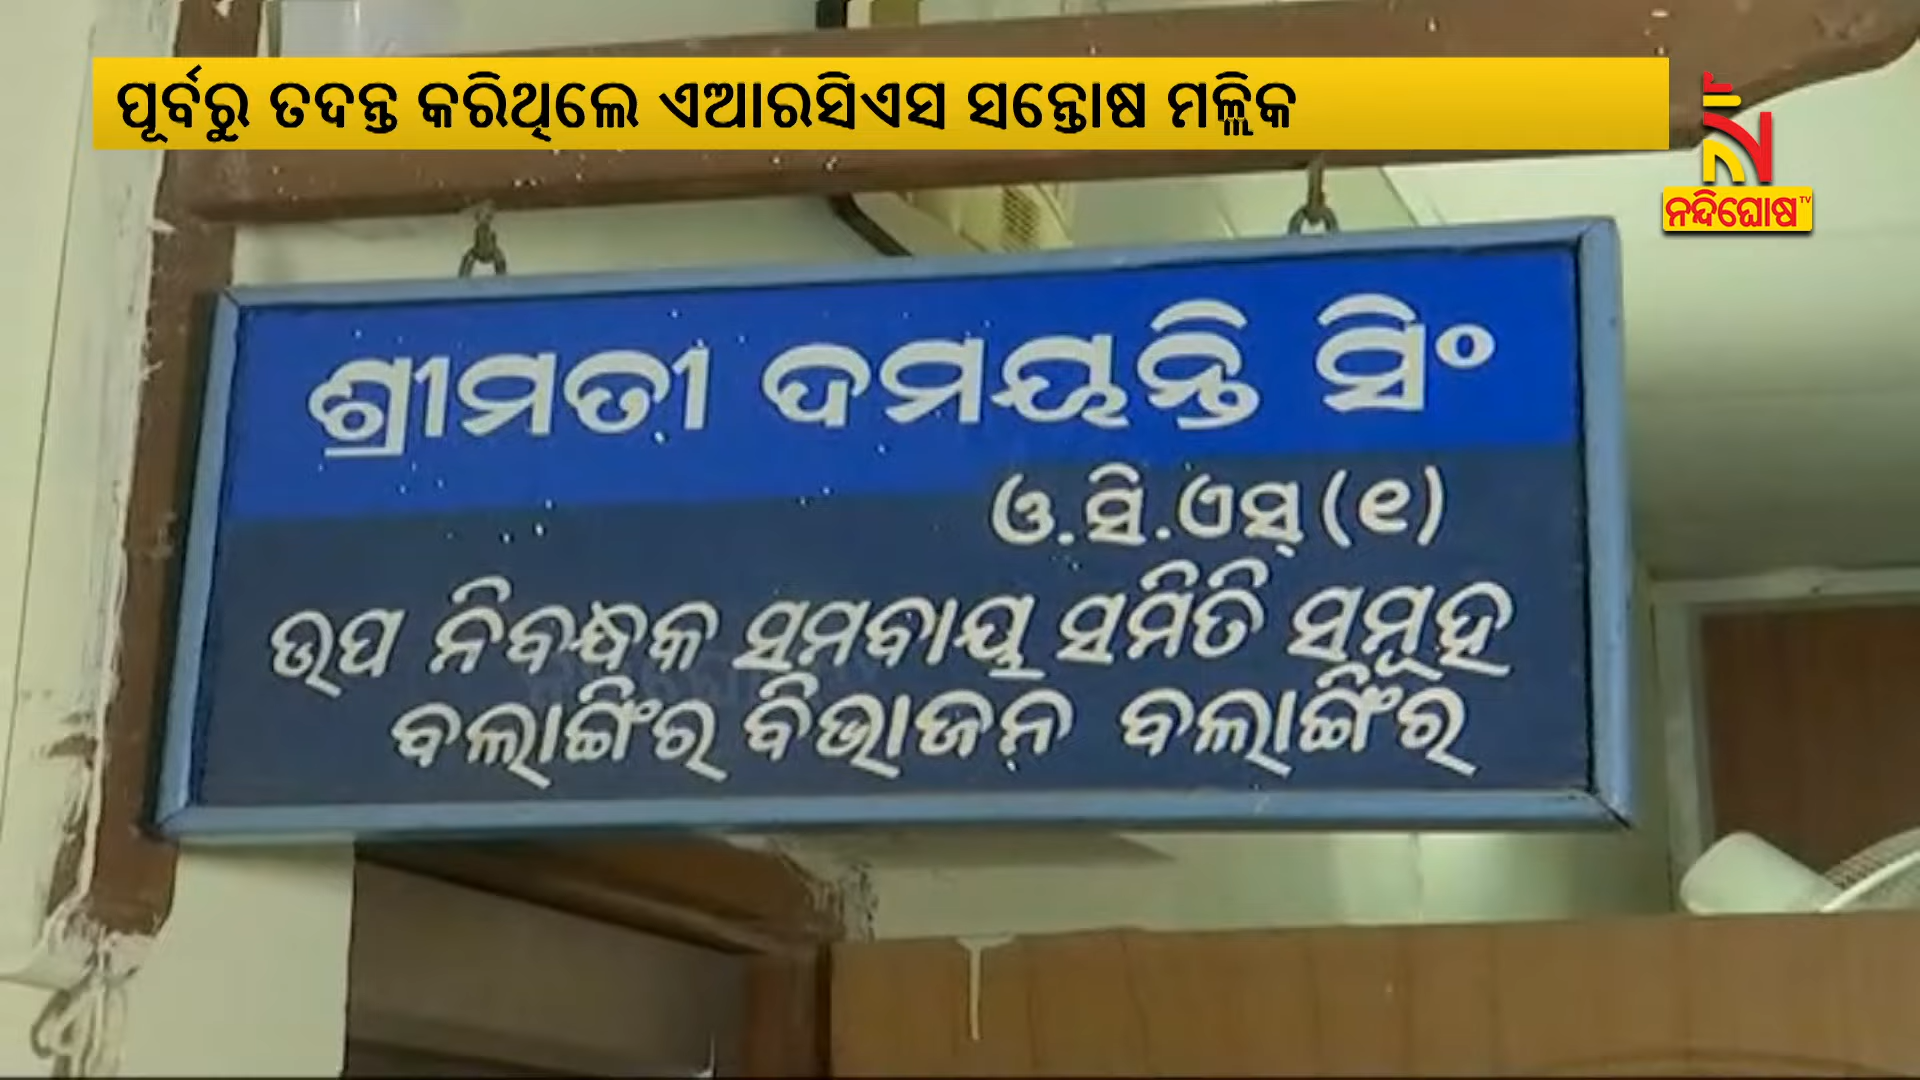 ପୂର୍ବରୁ ତଦନ୍ତ କରିଥିଲେ ଏଆରସିଏସ ସନ୍ତୋଷ ମଲ୍ଲିକ
ନନ୍ଦିଘୋଷ TV
ଶ୍ରୀମତୀ ଦମୟନ୍ତି ସିଂ
ଓ.ସି.ଏସ୍(୧)
ଉପ ନିବନ୍ଧକ ସମବାୟ ସମିତି ସମୂହ
ବଲାଙ୍ଗିର ବିଭାଜନ ବଲାଙ୍ଗିର